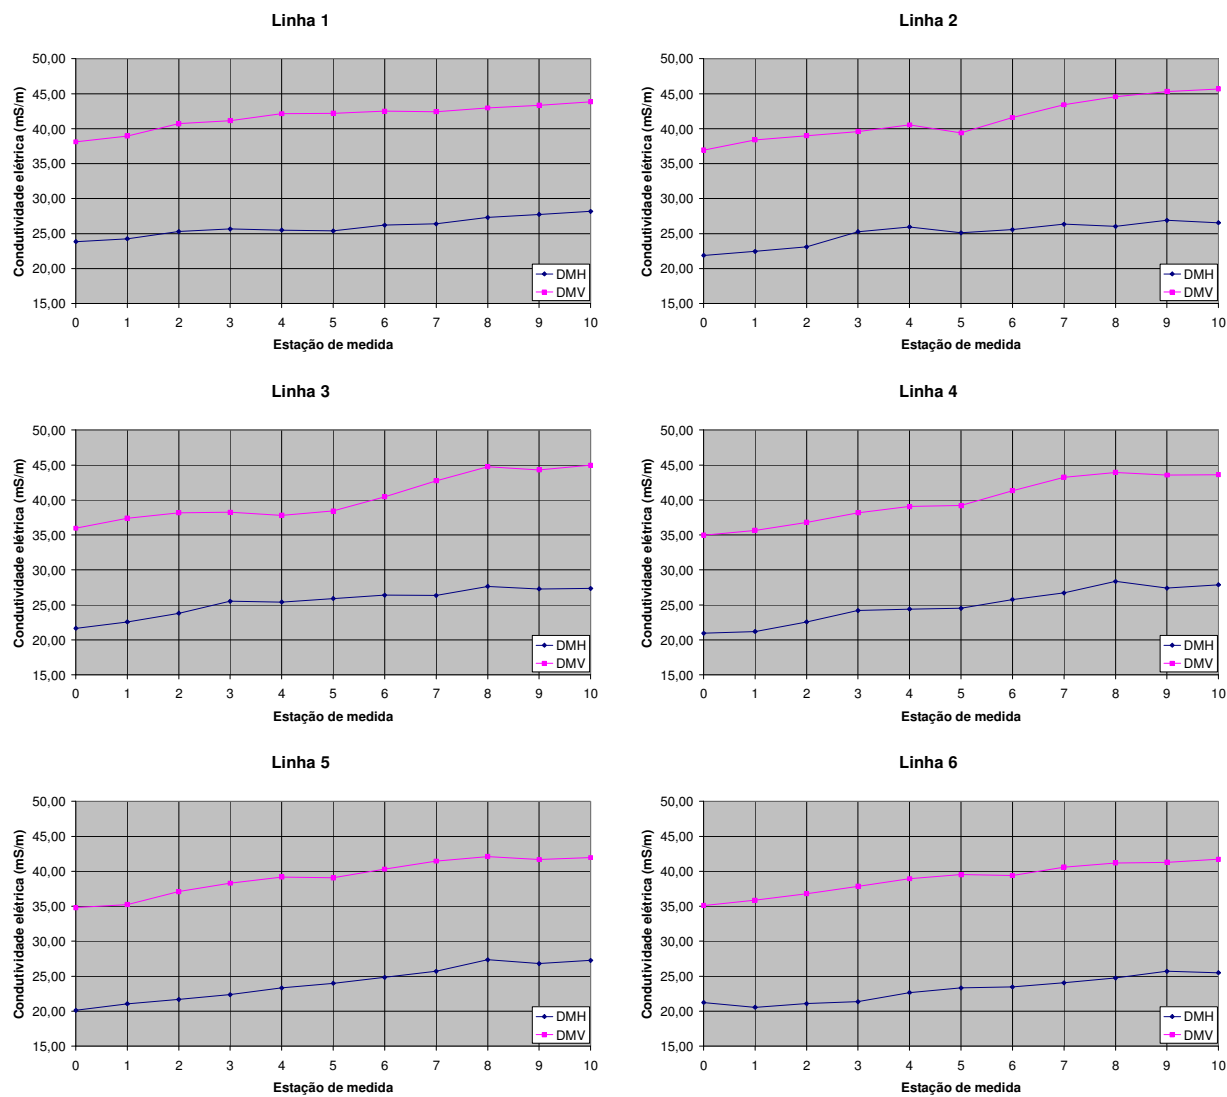 Linha 1
Condutividade elétrica (mS/m)
50,00
45,00
40,00
35,00
30,00
25,00
20,00
15,00
DMH
DMV
0 1 2 3 4 5 6 7 8 9 10
Estação de medida
Linha 2
Condutividade elétrica (mS/m)
50,00
45,00
40,00
35,00
30,00
25,00
20,00
15,00
DMH
DMV
0 1 2 3 4 5 6 7 8 9 10
Estação de medida
Linha 3
Condutividade elétrica (mS/m)
50,00
45,00
40,00
35,00
30,00
25,00
20,00
15,00
DMH
DMV
0 1 2 3 4 5 6 7 8 9 10
Estação de medida
Linha 4
Condutividade elétrica (mS/m)
50,00
45,00
40,00
35,00
30,00
25,00
20,00
15,00
DMH
DMV
0 1 2 3 4 5 6 7 8 9 10
Estação de medida
Linha 5
Condutividade elétrica (mS/m)
50,00
45,00
40,00
35,00
30,00
25,00
20,00
15,00
DMH
DMV
0 1 2 3 4 5 6 7 8 9 10
Estação de medida
Linha 6
Condutividade elétrica (mS/m)
50,00
45,00
40,00
35,00
30,00
25,00
20,00
15,00
DMH
DMV
0 1 2 3 4 5 6 7 8 9 10
Estação de medida